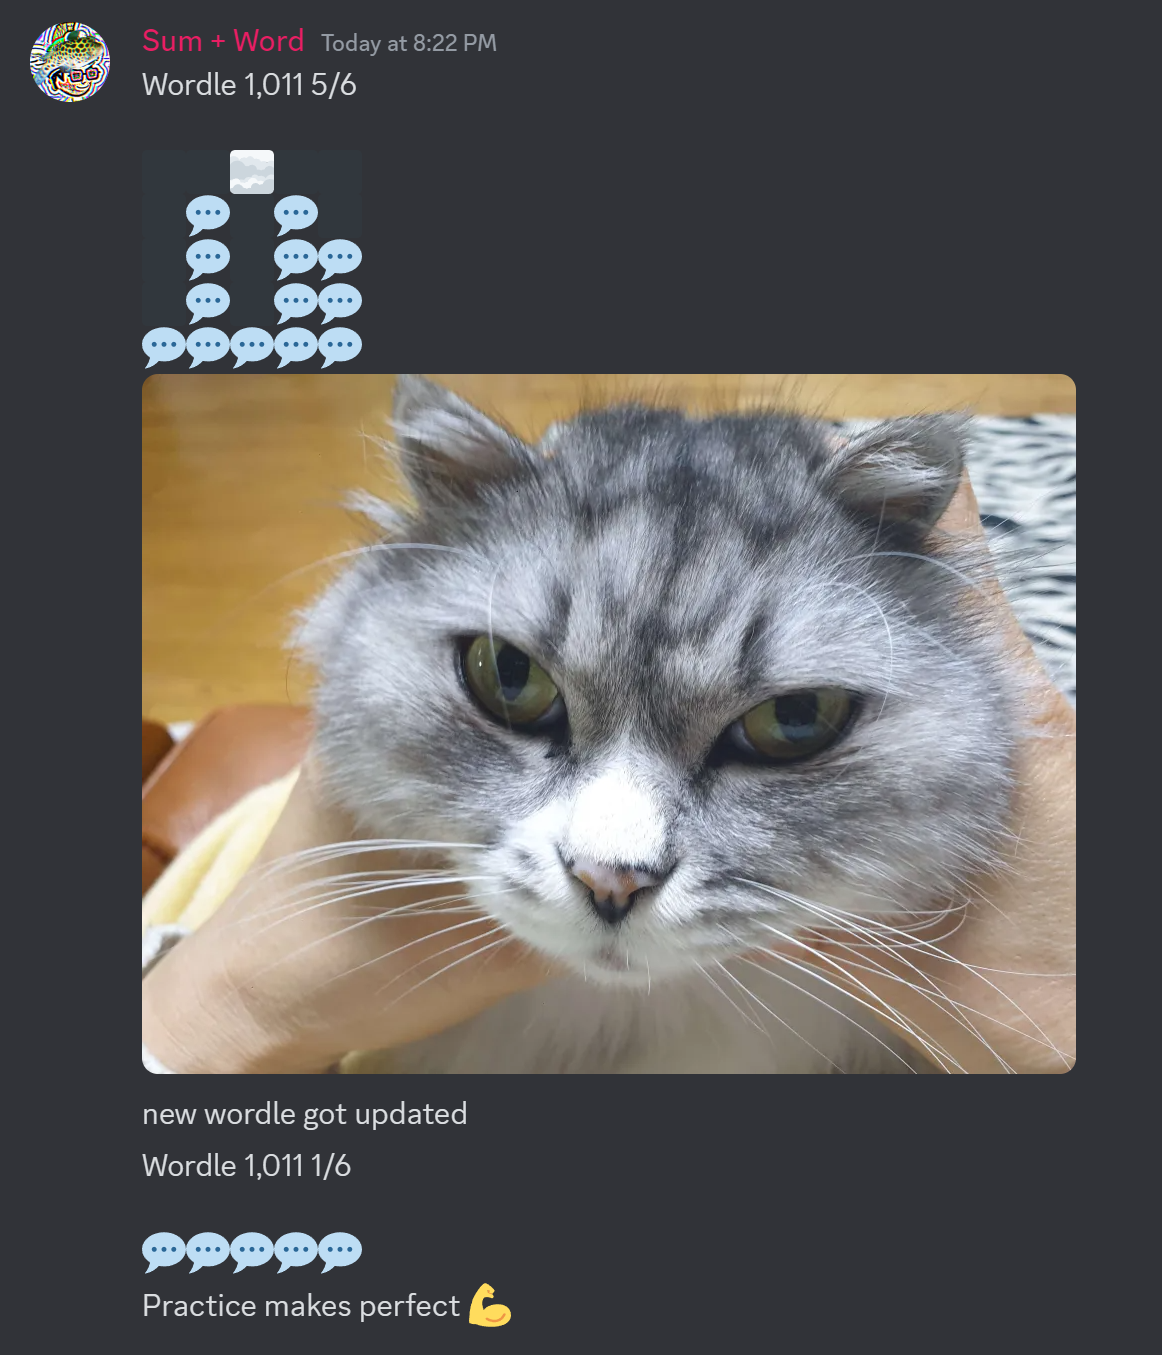 Sum + Word Today at 8:22 PM
Wordle 1,011 5/6
new wordle got updated
Wordle 1,011 1/6
Practice makes perfect 💪